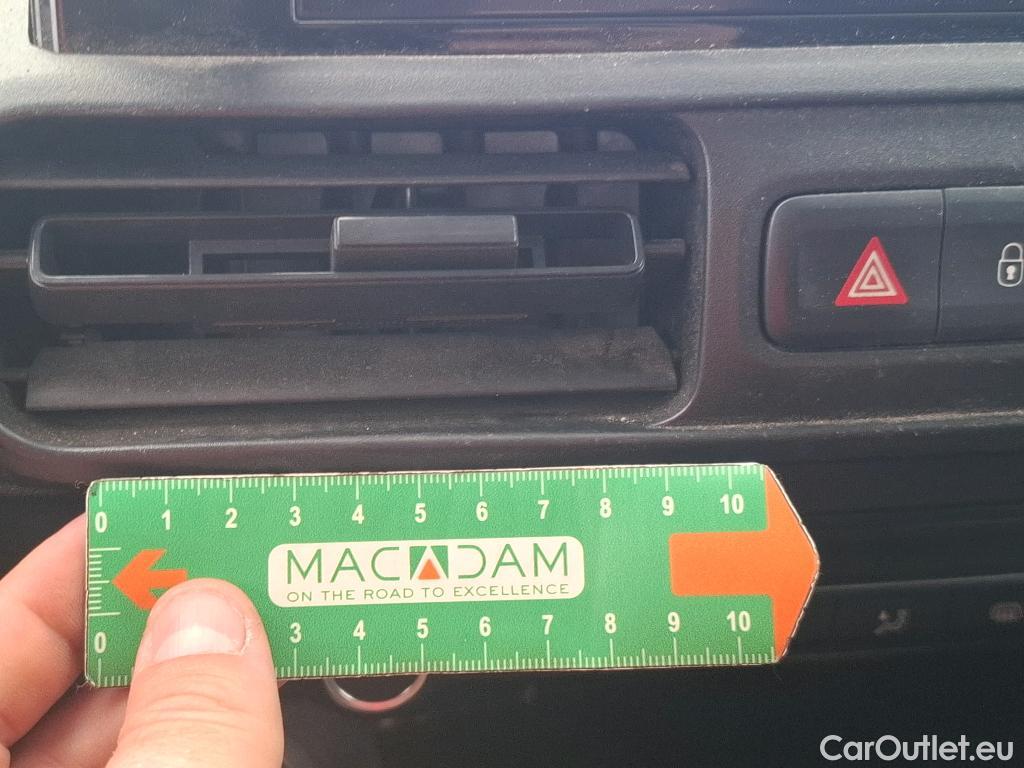 0 1 2 3 4 5 6 7 8 9 10
MACADAM
ON THE ROAD TO EXCELLENCE
0 3 4 5 6 7 8 9 10
CarOutlet.eu